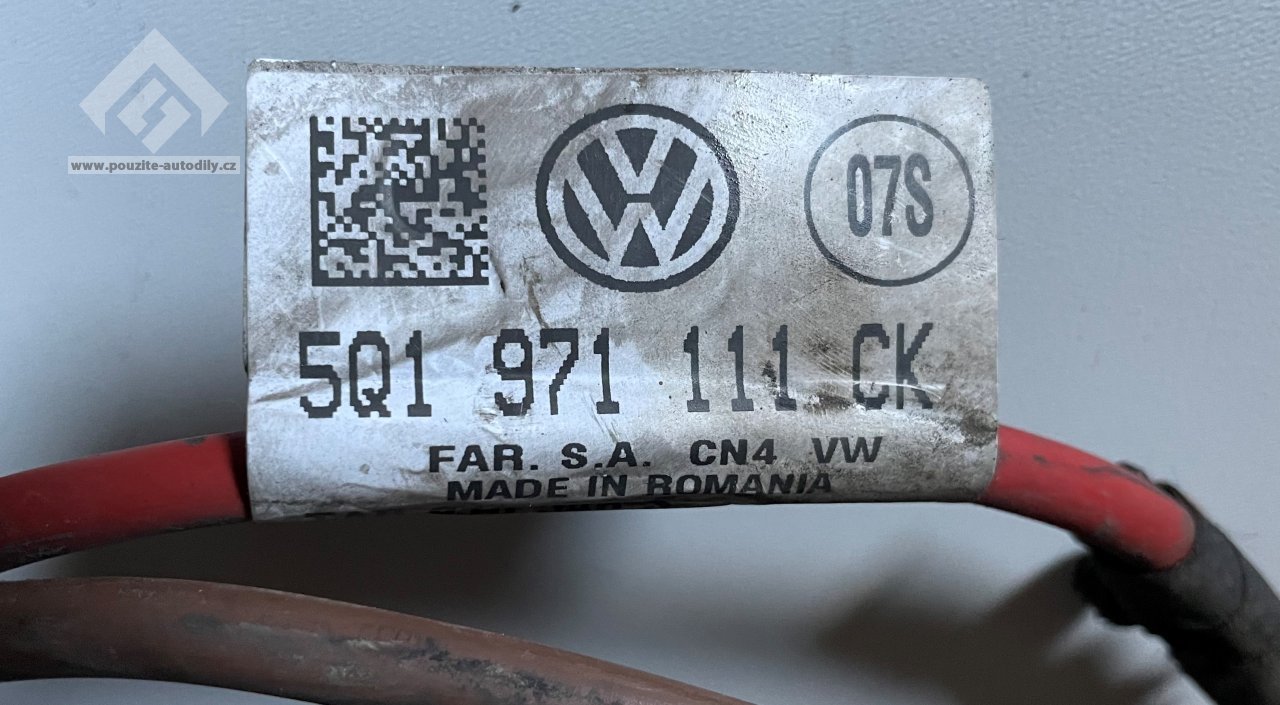 www.pouzite-autodily.cz
07S
5Q1 971 111 CK
FAR. S.A. CN4 VW
MADE IN ROMANIA